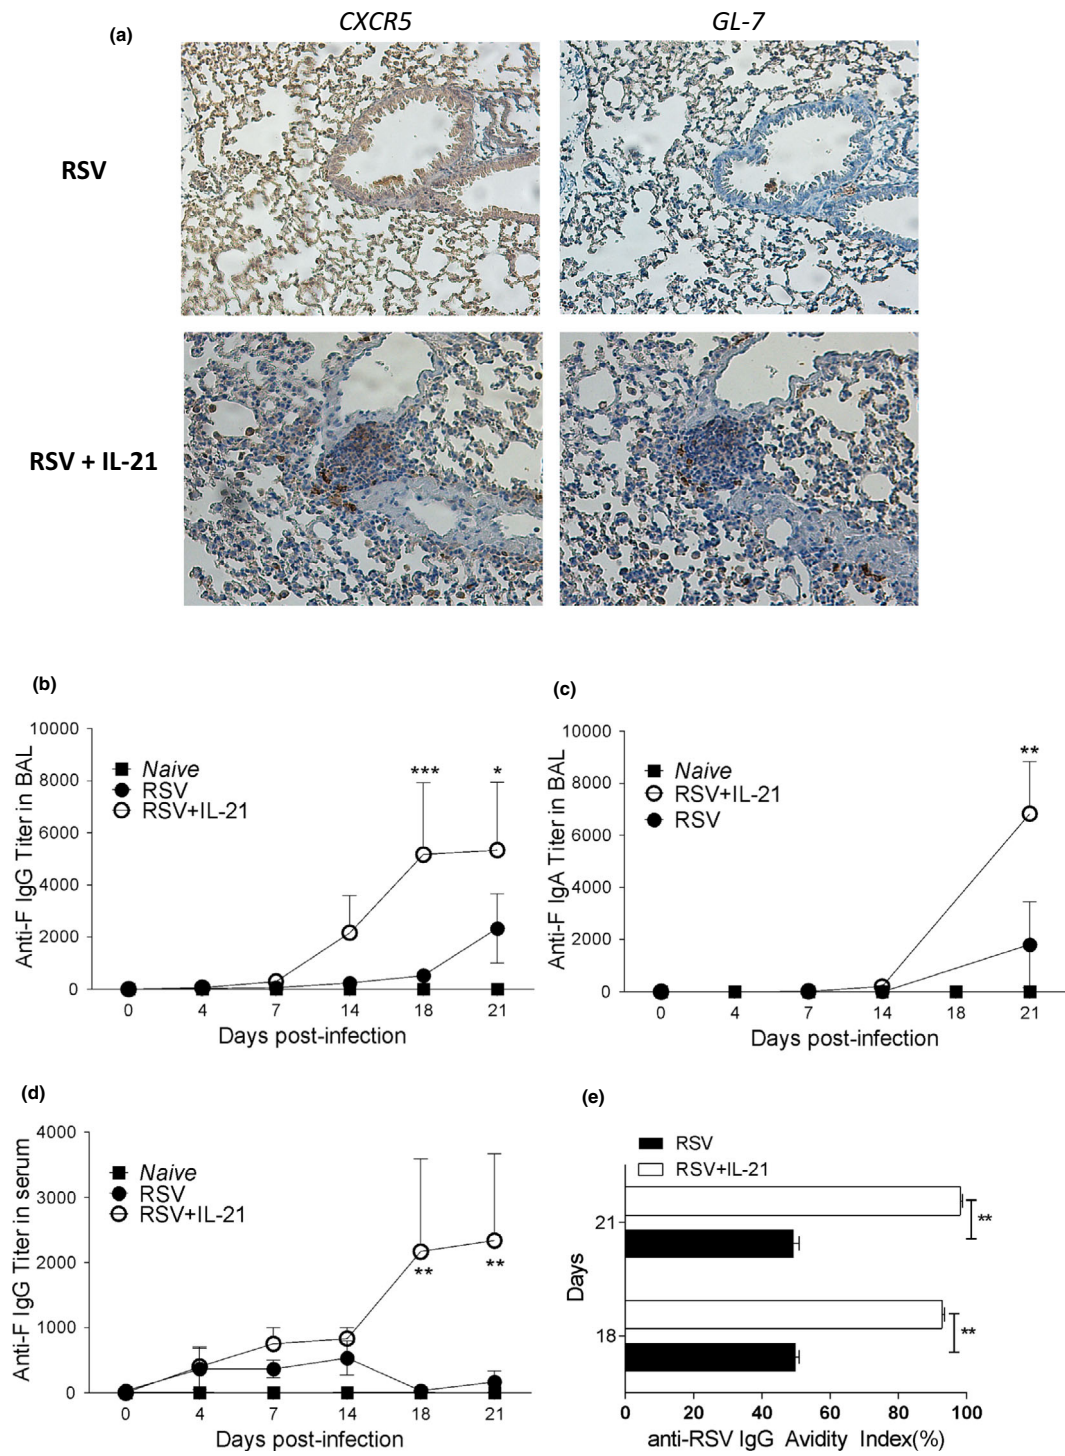 (a)
CXCR5
GL-7
RSV
RSV + IL-21
(b)
Anti-F IgG Titer in BAL
10000
8000
6000
4000
2000
0
Naive
RSV
RSV+IL-21
***
*
0 4 7 14 18 21
Days post-infection
(c)
Anti-F IgA Titer in BAL
10000
8000
6000
4000
2000
0
Naive
RSV+IL-21
RSV
**
0 4 7 14 18 21
Days post-infection
(d)
Anti-F IgG Titer in serum
4000
3000
2000
1000
0
Naive
RSV
RSV+IL-21
**
**
0 4 7 14 18 21
Days post-infection
(e)
RSV
RSV+IL-21
Days
21
**
18
**
0 20 40 60 80 100
anti-RSV IgG Avidity Index(%)